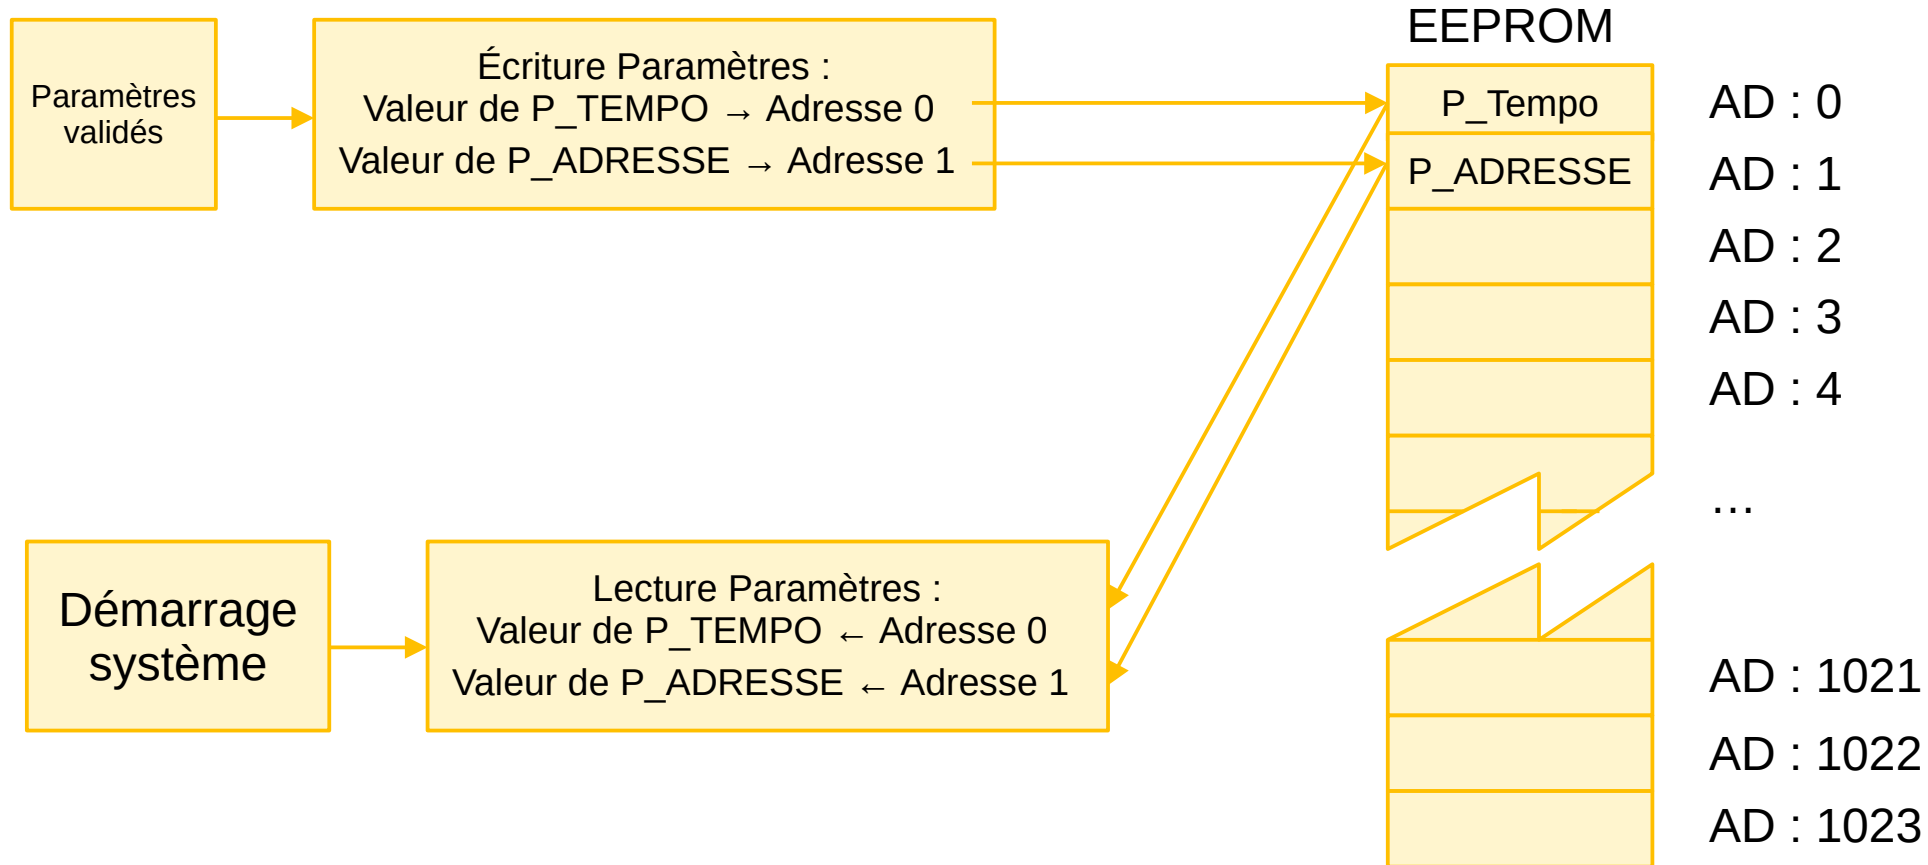 EEPROM
Paramètres
validés
Écriture Paramètres :
Valeur de P_TEMPO → Adresse 0
Valeur de P_ADRESSE → Adresse 1
P_Tempo
AD : 0
P_ADRESSE
AD : 1
AD : 2
AD : 3
AD : 4
...
Démarrage
système
Lecture Paramètres :
Valeur de P_TEMPO ← Adresse 0
Valeur de P_ADRESSE ← Adresse 1
AD : 1021
AD : 1022
AD : 1023